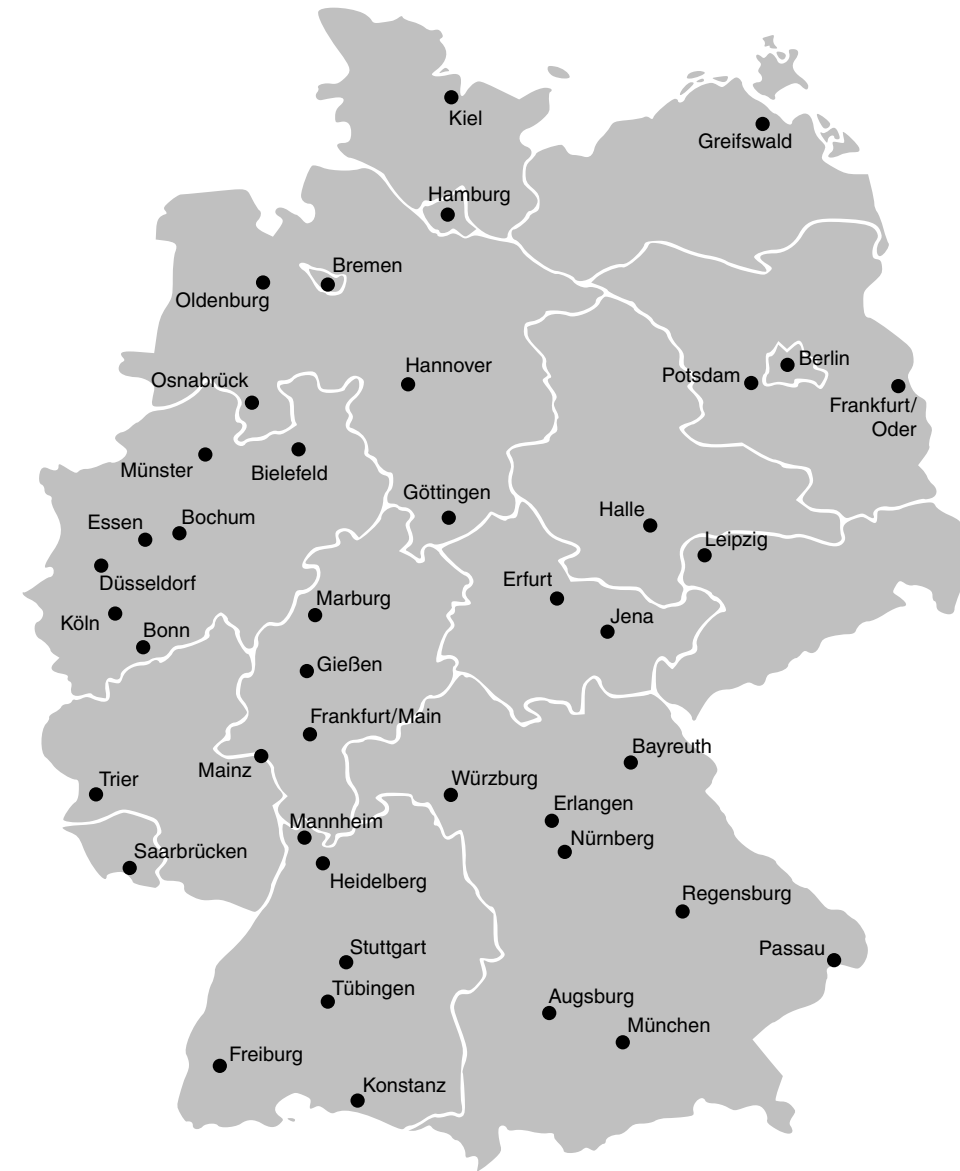 Kiel
Greifswald
Hamburg
Bremen
Oldenburg
Hannover
Berlin
Potsdam
Osnabrück
Frankfurt/
Oder
Münster
Bielefeld
Göttingen
Halle
Essen
Bochum
Leipzig
Düsseldorf
Erfurt
Marburg
Köln
Jena
Bonn
Gießen
Frankfurt/Main
Bayreuth
Mainz
Trier
Würzburg
Erlangen
Mannheim
Nürnberg
Saarbrücken
Heidelberg
Regensburg
Stuttgart
Passau
Tübingen
Augsburg
München
Freiburg
Konstanz